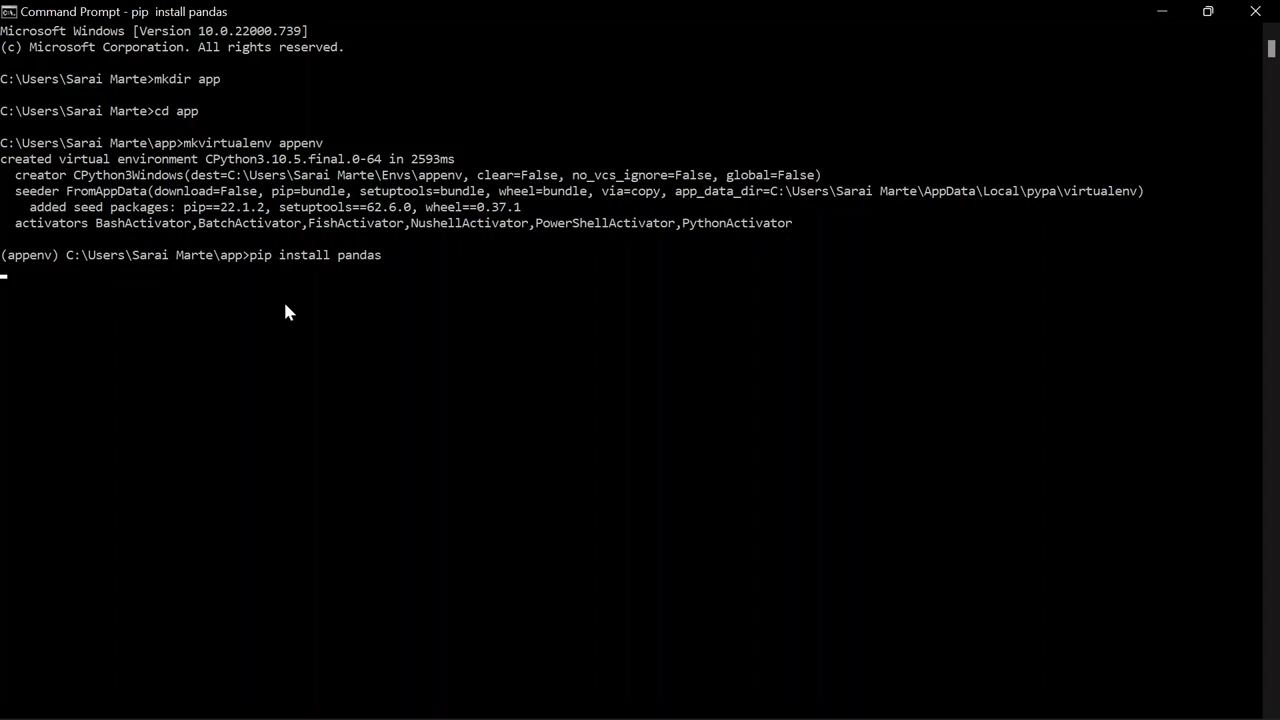 Command Prompt - pip  install pandas
Microsoft Windows [Version 10.0.22000.739]
(c) Microsoft Corporation. All rights reserved.
C:\Users\Sarai Marte>mkdir app
C:\Users\Sarai Marte>cd app
C:\Users\Sarai Marte\app>mkvirtualenv appenv
created virtual environment CPython3.10.5.final.0-64 in 2593ms
  creator CPython3Windows(dest=C:\Users\Sarai Marte\Envs\appenv, clear=False, no_vcs_ignore=False, global=False)
  seeder FromAppData(download=False, pip=bundle, setuptools=bundle, wheel=bundle, via=copy, app_data_dir=C:\Users\Sarai Marte\AppData\Local\pypa\virtualenv)
    added seed packages: pip==22.1.2, setuptools==62.6.0, wheel==0.37.1
  activators BashActivator,BatchActivator,FishActivator,NushellActivator,PowerShellActivator,PythonActivator
(appenv) C:\Users\Sarai Marte\app>pip install pandas